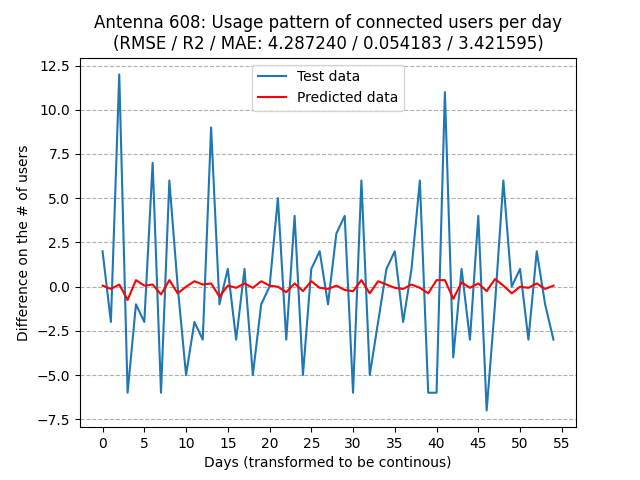 Antenna 608: Usage pattern of connected users per day
(RMSE / R2 / MAE: 4.287240 / 0.054183 / 3.421595)
Test data
Predicted data
Difference on the # of users
12.5
10.0
7.5
5.0
2.5
0.0
−2.5
−5.0
−7.5
0 5 10 15 20 25 30 35 40 45 50 55
Days (transformed to be continous)